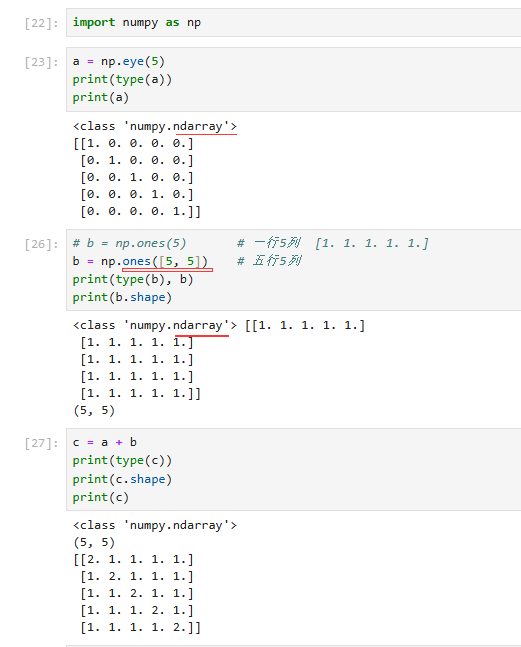 [22]: import numpy as np
[23]: a = np.eye(5)
print(type(a))
print(a)
<class 'numpy.ndarray'>
[[1. 0. 0. 0. 0.]
 [0. 1. 0. 0. 0.]
 [0. 0. 1. 0. 0.]
 [0. 0. 0. 1. 0.]
 [0. 0. 0. 0. 1.]]
[26]: # b = np.ones(5)       # 一行5列  [1. 1. 1. 1. 1.]
b = np.ones([5, 5])    # 五行5列
print(type(b), b)
print(b.shape)
<class 'numpy.ndarray'> [[1. 1. 1. 1. 1.]
 [1. 1. 1. 1. 1.]
 [1. 1. 1. 1. 1.]
 [1. 1. 1. 1. 1.]
 [1. 1. 1. 1. 1.]]
(5, 5)
[27]: c = a + b
print(type(c))
print(c.shape)
print(c)
<class 'numpy.ndarray'>
(5, 5)
[[2. 1. 1. 1. 1.]
 [1. 2. 1. 1. 1.]
 [1. 1. 2. 1. 1.]
 [1. 1. 1. 2. 1.]
 [1. 1. 1. 1. 2.]]